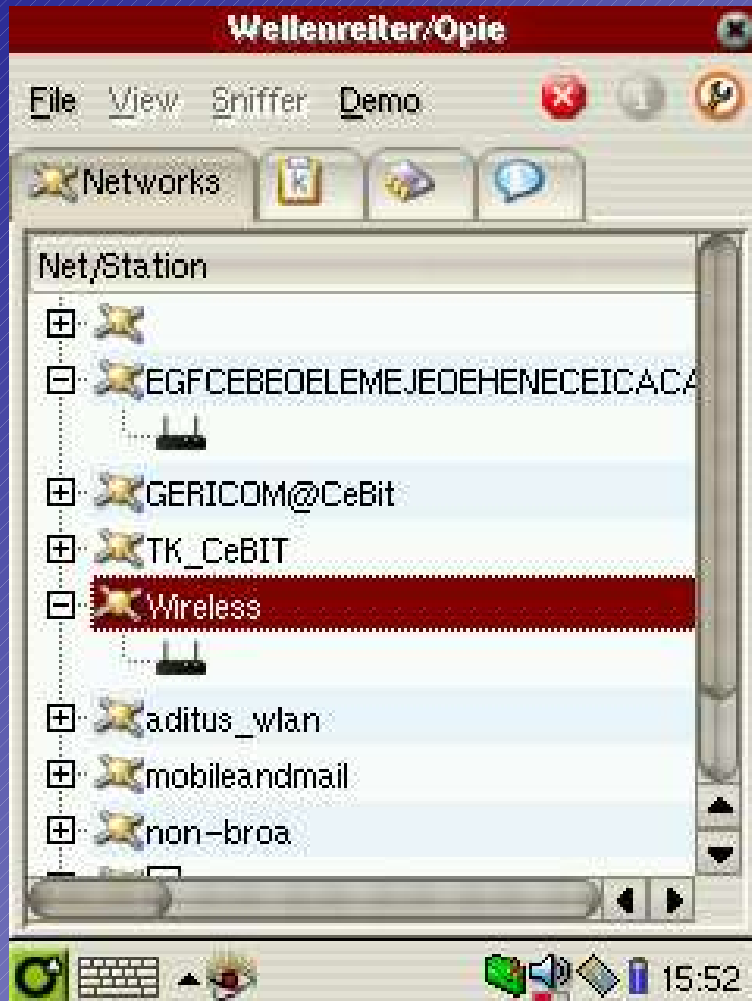 Wellenreiter/Opie
File View Sniffer Demo
Networks
Net/Station
GERICOM@CeBit
TK_CeBIT
Wireless
aditus_wlan
mobileandmail
non-broa
15:52